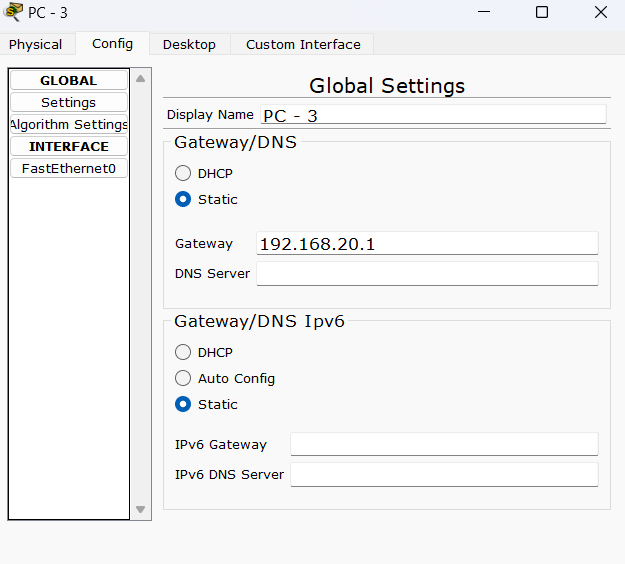 PC - 3
Physical Config Desktop Custom Interface
GLOBAL
Settings
Algorithm Settings
INTERFACE
FastEthernet0
Global Settings
Display Name PC - 3
Gateway/DNS
DHCP
Static
Gateway 192.168.20.1
DNS Server
Gateway/DNS Ipv6
DHCP
Auto Config
Static
IPv6 Gateway
IPv6 DNS Server